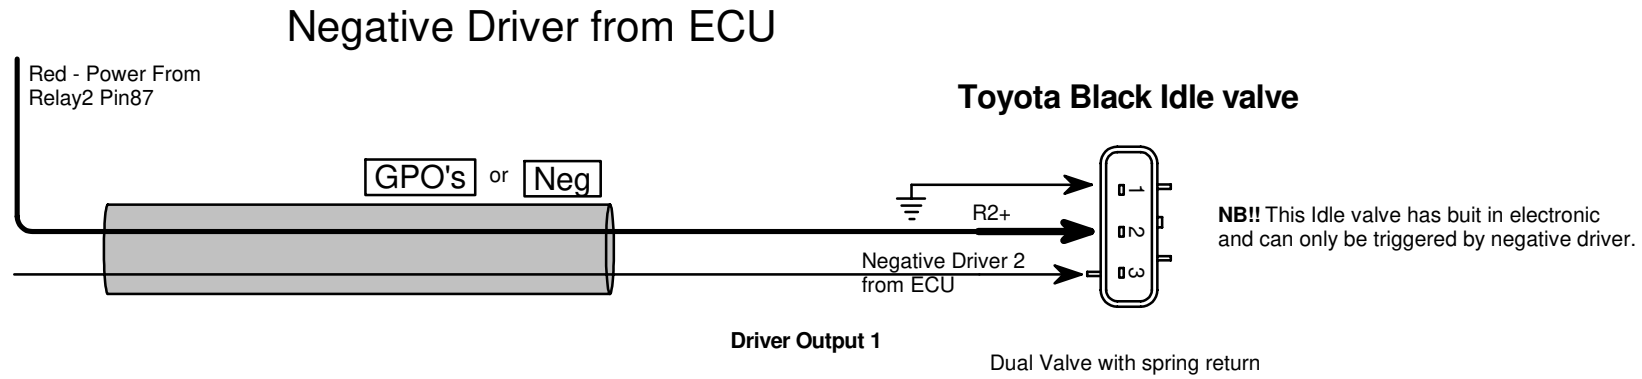 Negative Driver from ECU
Red - Power From
Relay2 Pin87
Toyota Black Idle valve
GPO's or Neg
1
R2+
2
NB!! This Idle valve has buit in electronic
and can only be triggered by negative driver.
Negative Driver 2
from ECU
3
Driver Output 1
Dual Valve with spring return